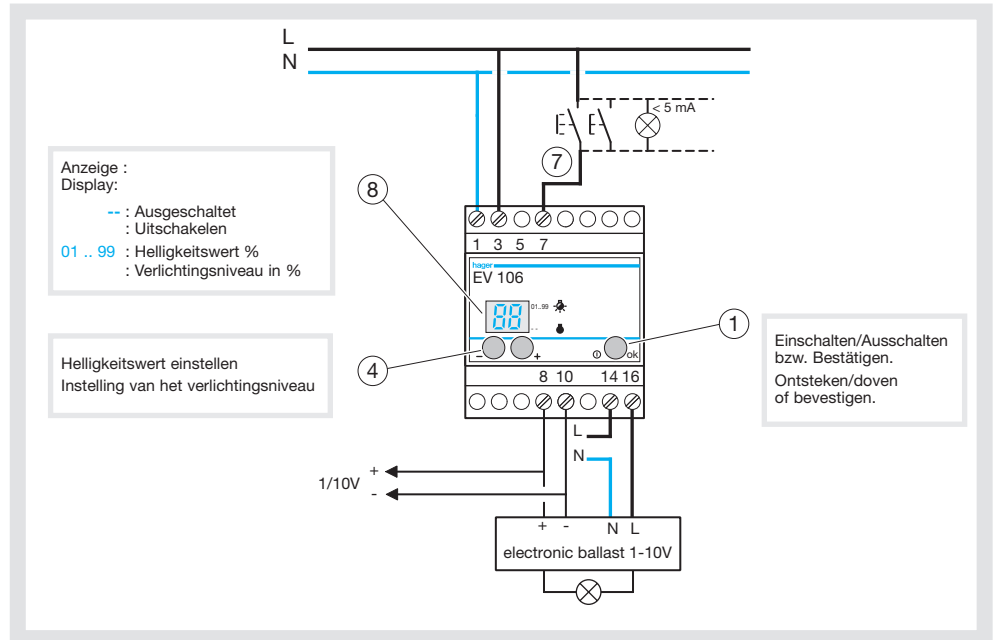 L
N
< 5 mA
7
Anzeige :
Display:
-- : Ausgeschaltet
: Uitschakelen
01 .. 99 : Helligkeitswert %
: Verlichtingsniveau in %
8
1 3 5 7
hager
EV 106
88
01..99
- -
- + ok
1
4
Helligkeitswert einstellen
Instelling van het verlichtingsniveau
Einschalten/Ausschalten
bzw. Bestätigen.
Ontsteken/doven
of bevestigen.
8 10 14 16
L
N
+
1/10V
-
+ - N L
electronic ballast 1-10V